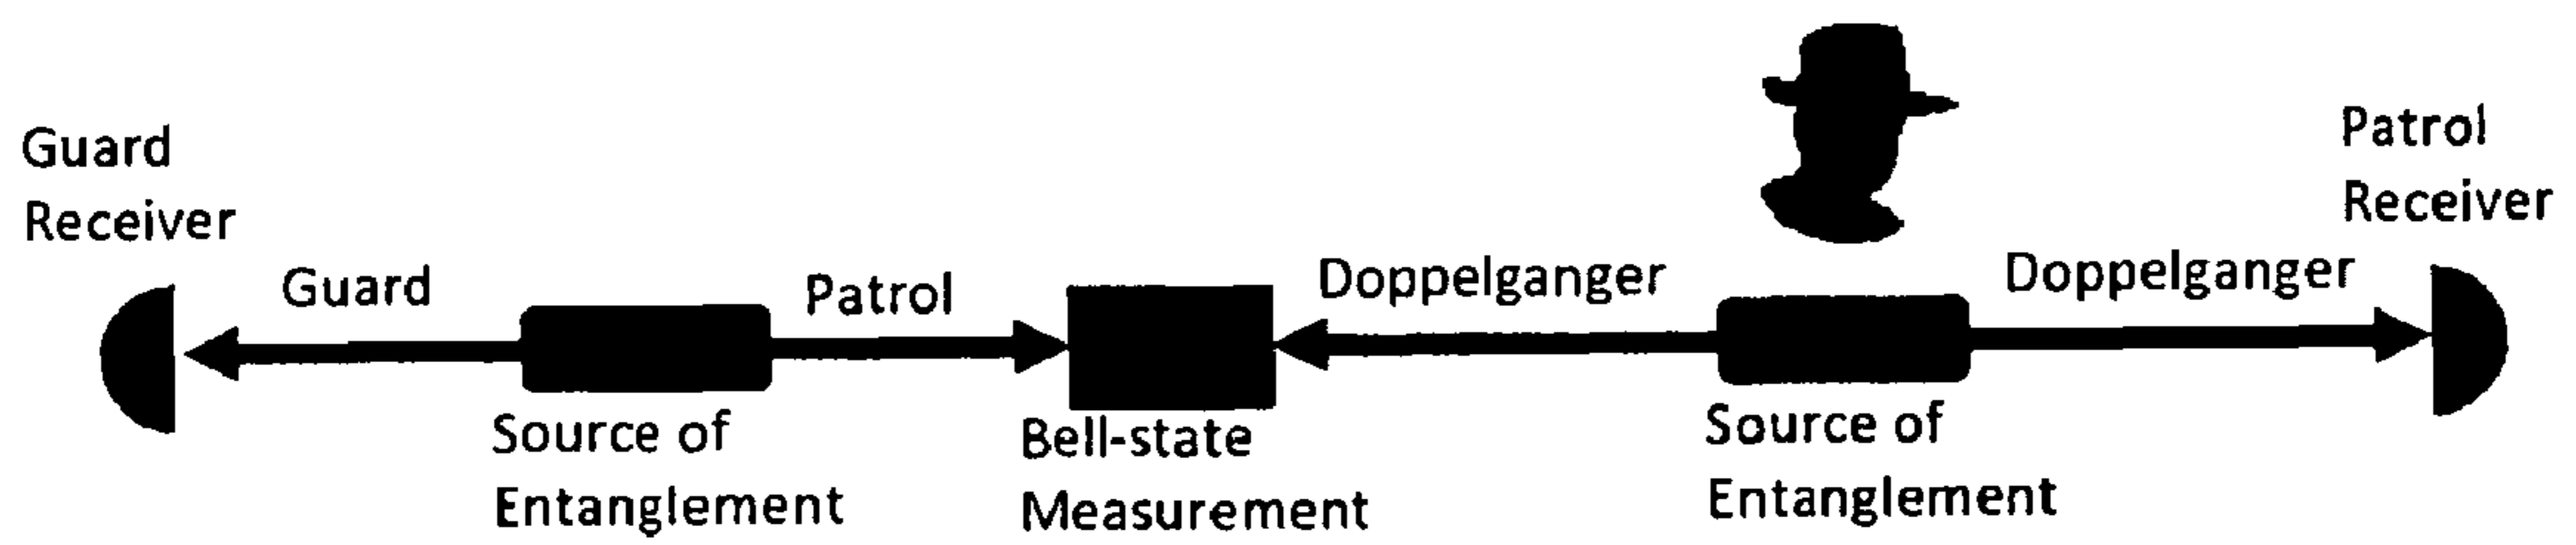 Guard
Receiver
Guard
Patrol
Doppelganger
Doppelganger
Patrol
Receiver
Source of
Entanglement
Bell-state
Measurement
Source of
Entanglement